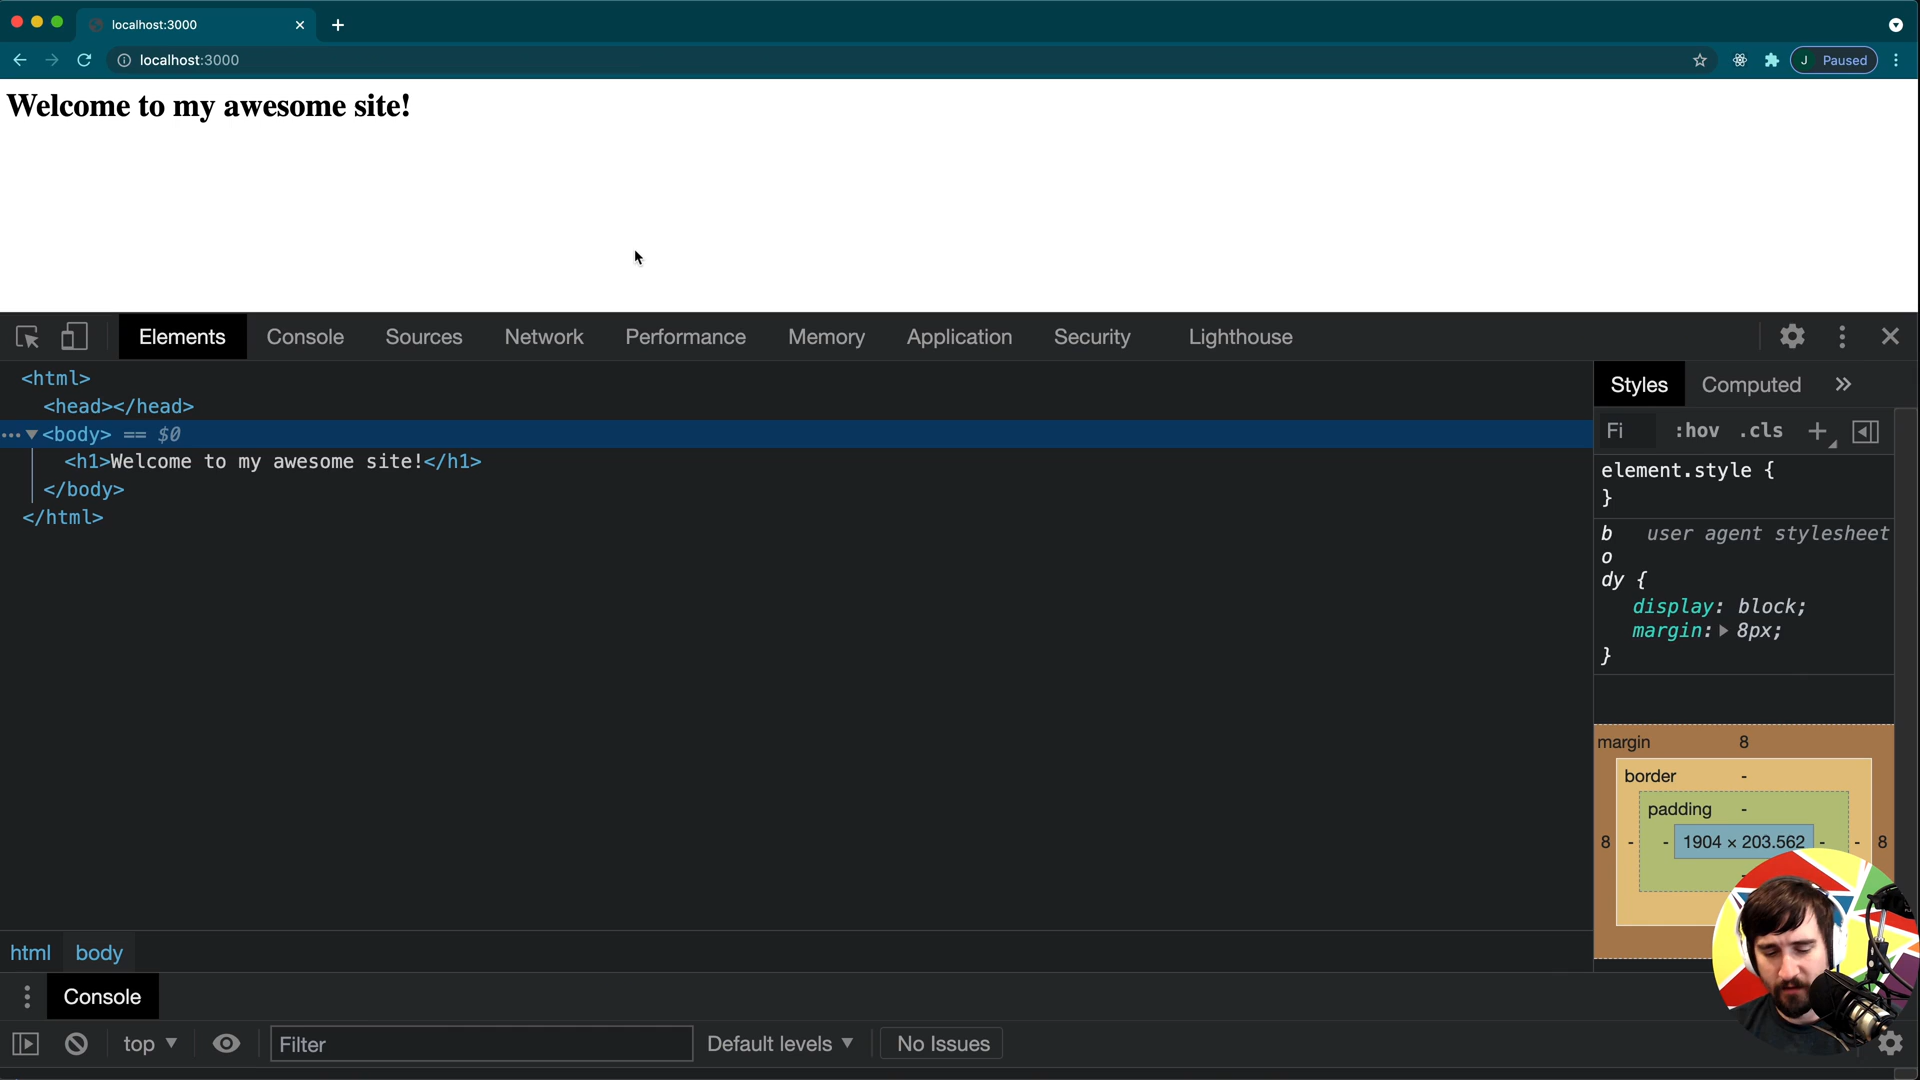 localhost:3000
localhost:3000
J Paused
Welcome to my awesome site!
Elements Console Sources Network Performance Memory Application Security Lighthouse
<html>
<head></head>
<body> == $0
<h1>Welcome to my awesome site!</h1>
</body>
</html>
Styles Computed
Fi :hov .cls
element.style {
}
b user agent stylesheet
o
dy {
display: block;
margin: 8px;
}
margin 8
border -
padding -
8 - - 1904 × 203.562 - - 8
-
html body
Console
top Filter Default levels No Issues